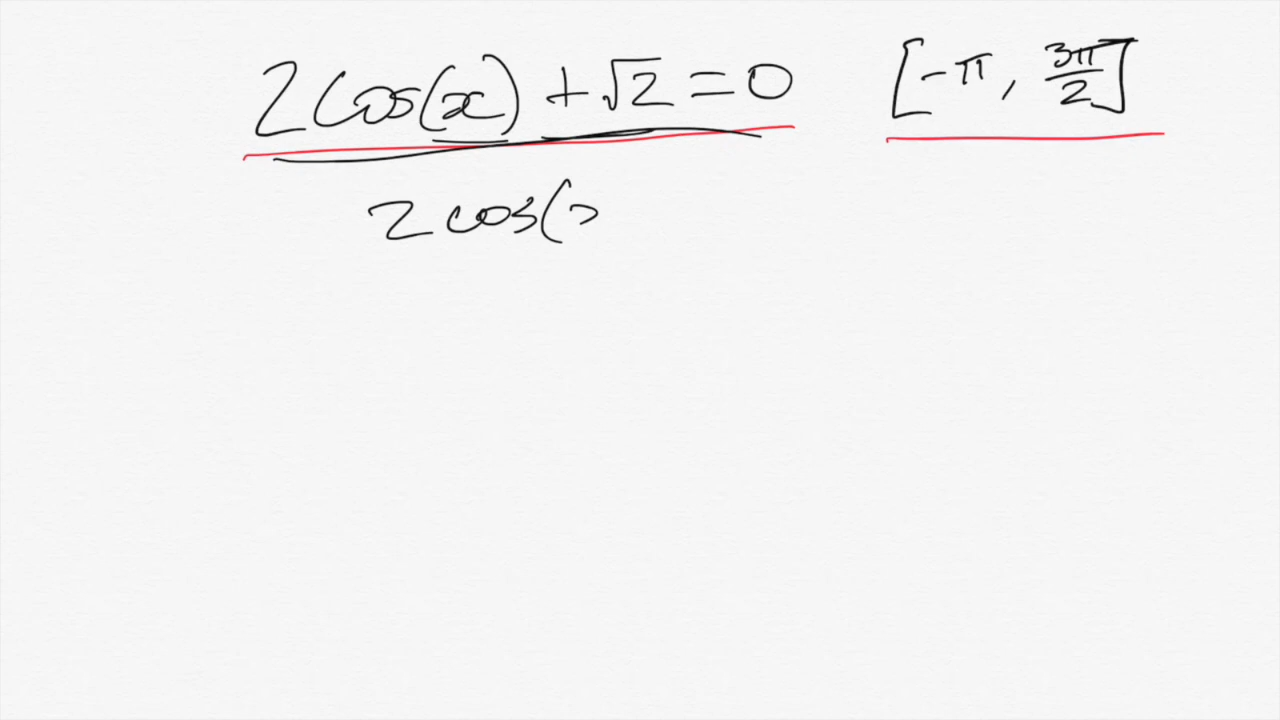 2cos(x) + √2 = 0 [-π, 3π/2]
2cos(